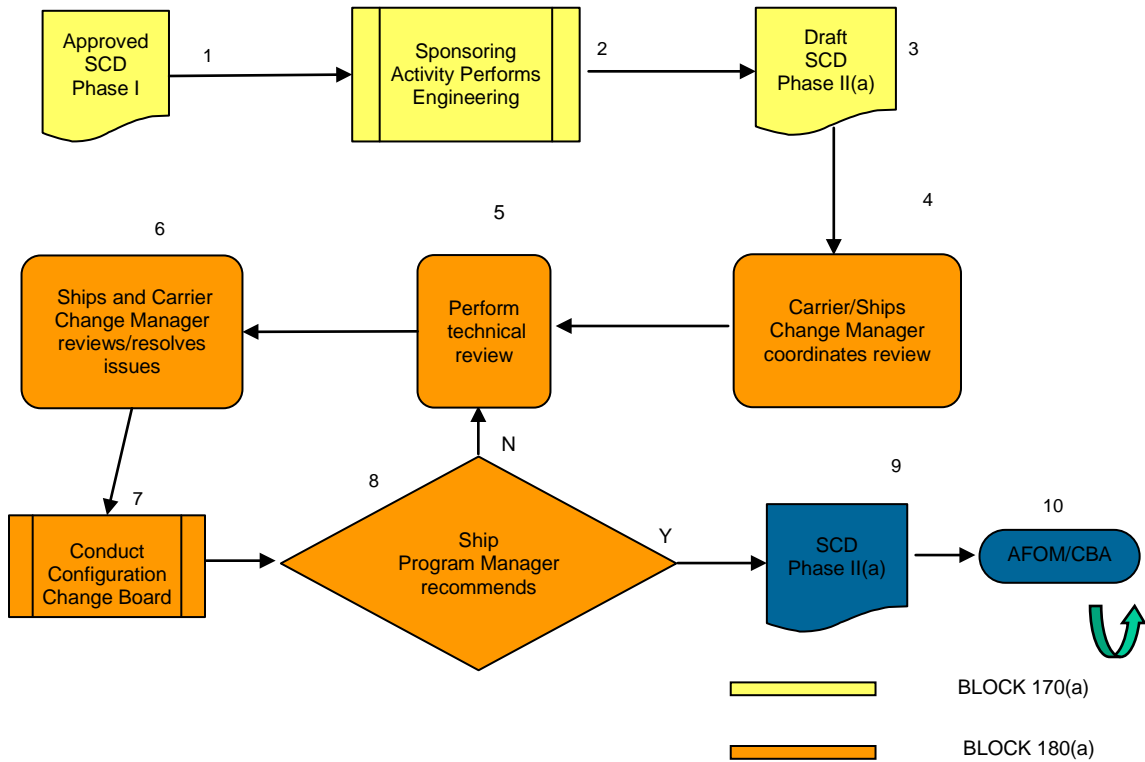 Approved
SCD
Phase I
1
Sponsoring
Activity Performs
Engineering
2
Draft
SCD
Phase II(a)
3
4
5
6
Ships and Carrier
Change Manager
reviews/resolves
issues
Perform
technical
review
Carrier/Ships
Change Manager
coordinates review
N
7
Conduct
Configuration
Change Board
8
Ship
Program Manager
recommends
Y
9
SCD
Phase II(a)
10
AFOM/CBA
BLOCK 170(a)
BLOCK 180(a)